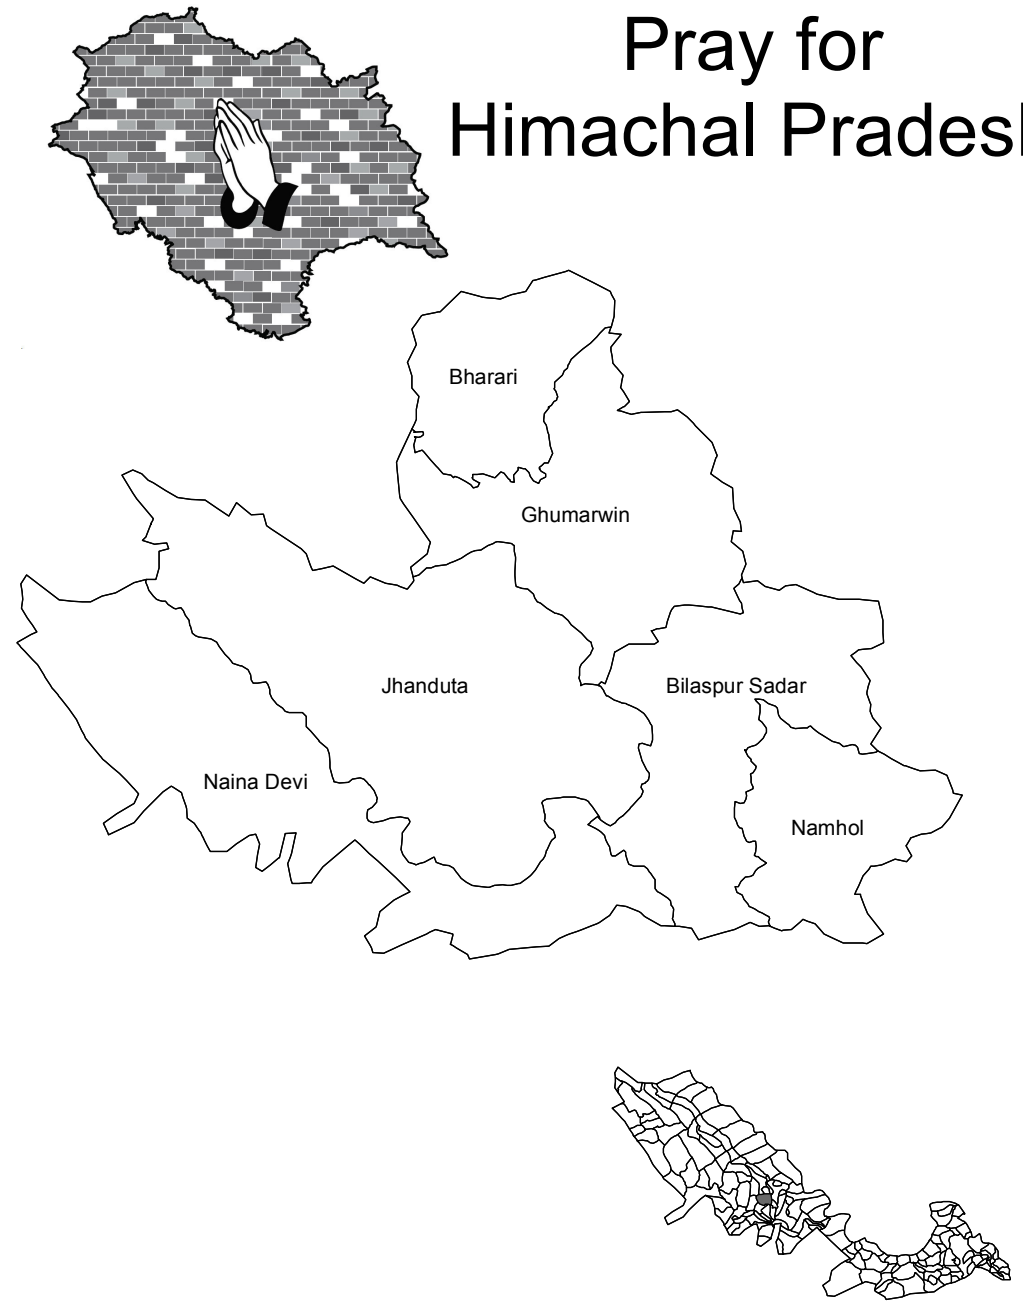 Pray for
Himachal Pradesh
Bharari
Ghumarwin
Jhanduta
Bilaspur Sadar
Naina Devi
Namhol